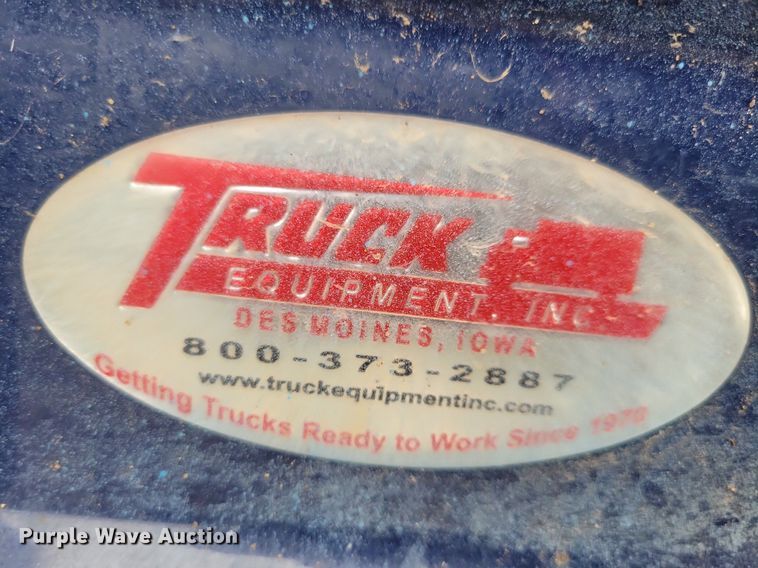 TRUCK
EQUIPMENT, INC.
DES MOINES, IOWA
800-373-2887
www.truckequipmentinc.com
Getting Trucks Ready to Work Since
Purple Wave Auction